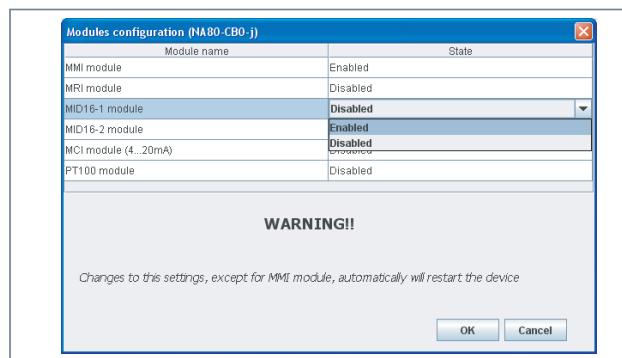 Modules configuration (NA80-CB0-j)
Module name State
MMI module Enabled
MRI module Disabled
MID16-1 module Disabled
MID16-2 module Enabled
MCI module (4...20mA) Disabled
PT100 module Disabled
WARNING!!
Changes to this settings, except for MMI module, automatically will restart the device
OK Cancel